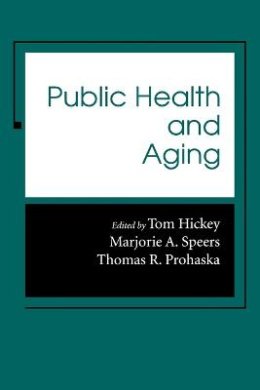 Public Health
and
Aging
Edited by Tom Hickey
Marjorie A. Speers
Thomas R. Prohaska